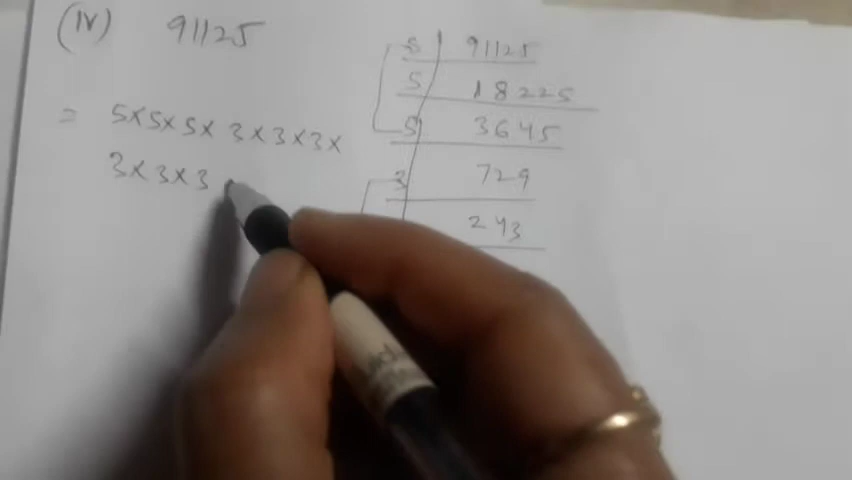 (iv) 91125
= 5×5×5×3×3×3×
3×3×3
5 | 91125
5 | 18225
5 | 3645
3 | 729
243